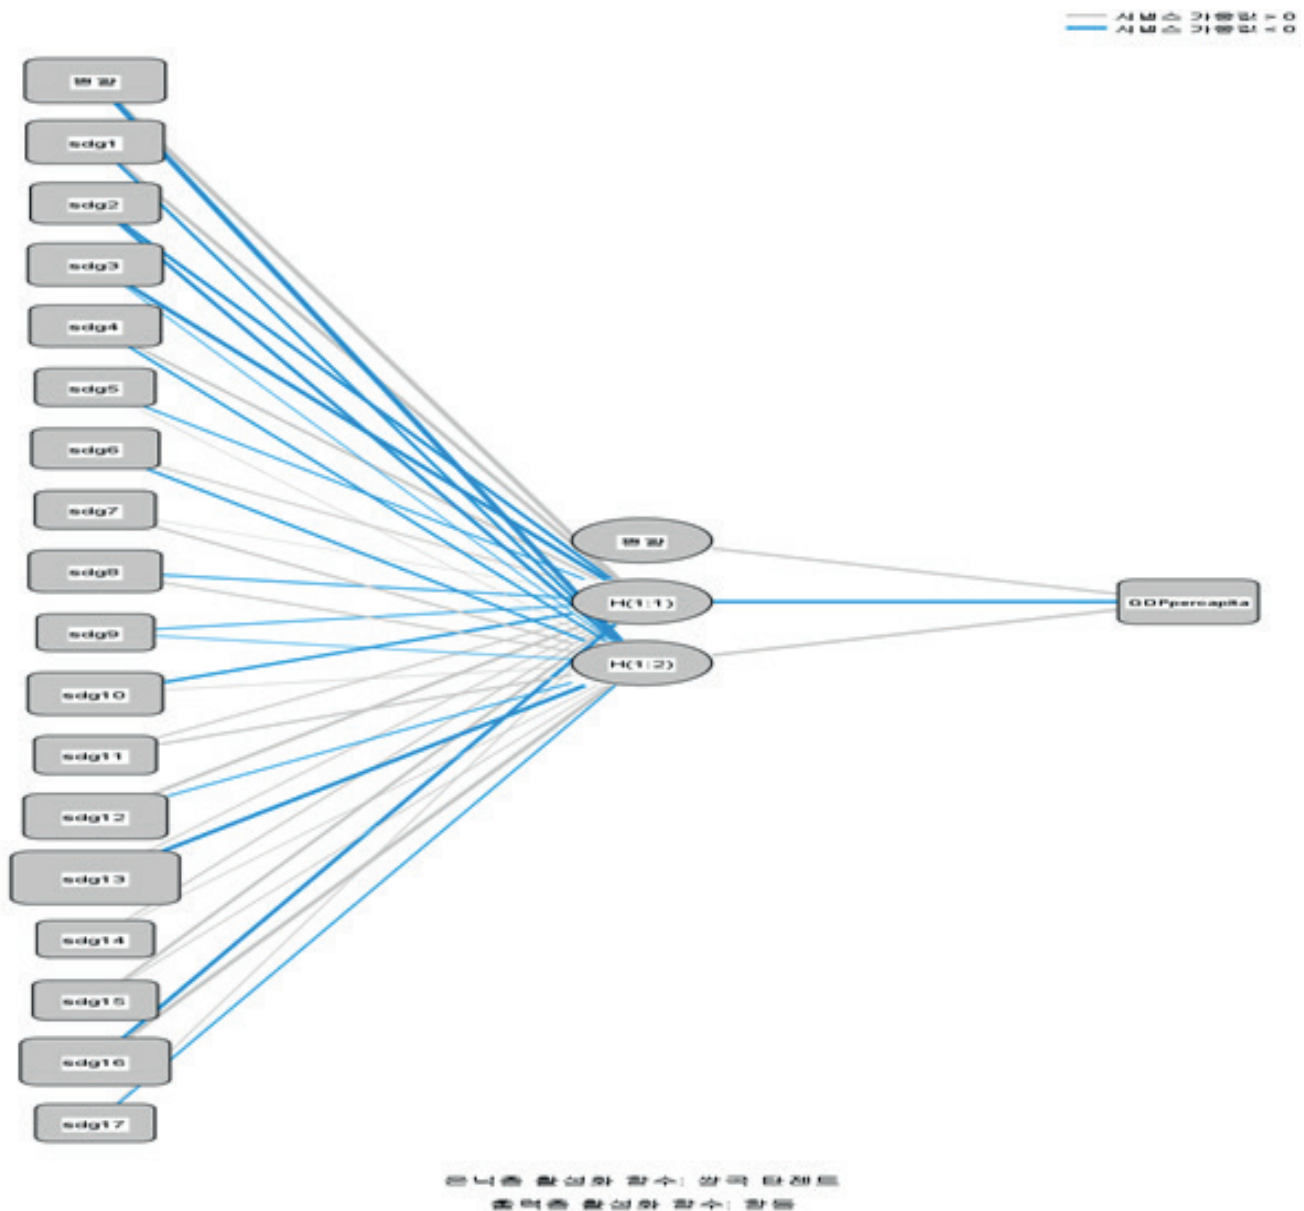 시냅스 가중값 > 0
시냅스 가중값 < 0
편향
sdg1
sdg2
sdg3
sdg4
sdg5
sdg6
sdg7
sdg8
sdg9
sdg10
sdg11
sdg12
sdg13
sdg14
sdg15
sdg16
sdg17
편향
H(1:1)
H(1:2)
GDPpercapita
은닉층 활성화 함수: 쌍곡 탄젠트
출력층 활성화 함수: 항등